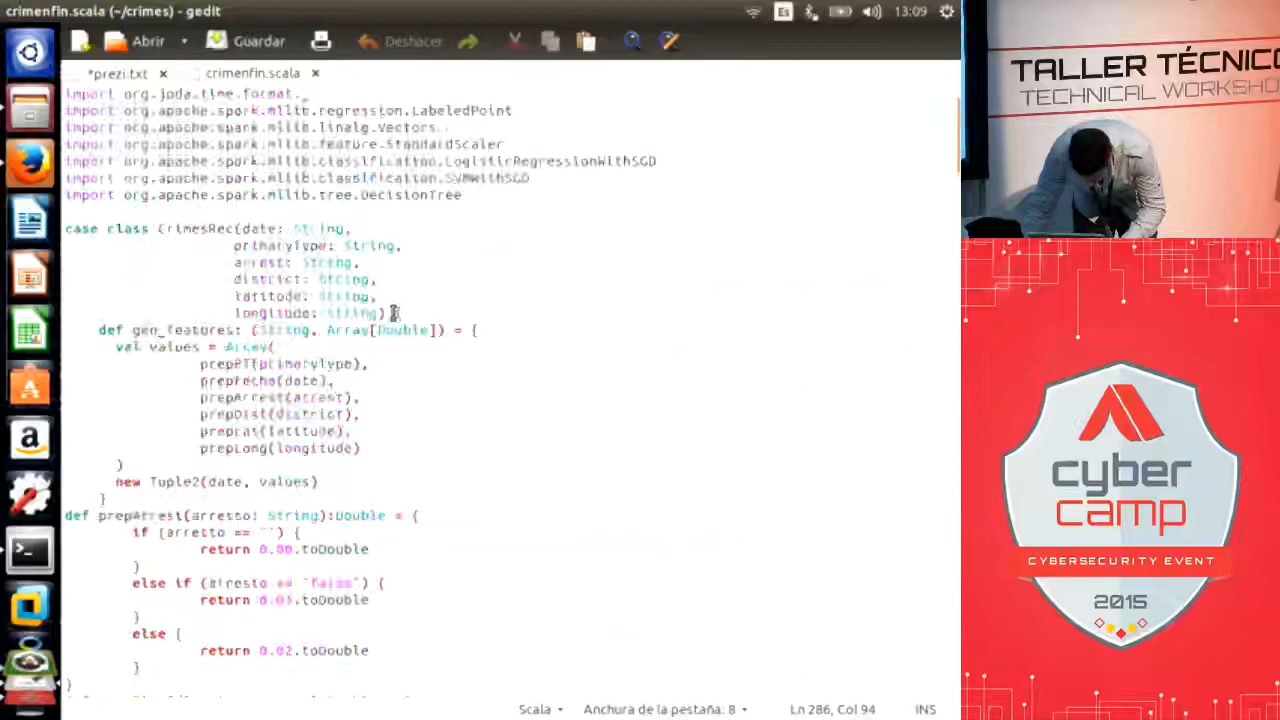 crimenfin.scala (~/crimes) - gedit
Es
13:09
Abrir
Guardar
Deshacer
*prezi.txt
crimenfin.scala
import org.joda.time.format._
import org.apache.spark.mllib.regression.LabeledPoint
import org.apache.spark.mllib.linalg.Vectors
import org.apache.spark.mllib.feature.StandardScaler
import org.apache.spark.mllib.classification.LogisticRegressionWithSGD
import org.apache.spark.mllib.classification.SVMWithSGD
import org.apache.spark.mllib.tree.DecisionTree
case class CrimesRec(date: String,
primaryType: String,
arrest: String,
district: String,
latitode: String,
longitude: String) {
def gen_features: (String, Array[Double]) = {
val values = Array(
prepPT(primaryType),
prepFecha(date),
prepArrest(arrest),
prepDist(district),
prepLat(latitude),
prepLong(longitude)
)
new Tuple2(date, values)
}
def prepArrest(arresto: String):Double = {
if (arresto == "") {
return 0.00.toDouble
}
else if (arresto == "false") {
return 0.01.toDouble
}
else {
return 0.02.toDouble
}
}
Scala
Anchura de la pestaña: 8
Ln 286, Col 94
INS
TALLER TÉCNICO
TECHNICAL WORKSHO
cyber
camp
CYBERSECURITY EVENT
2015